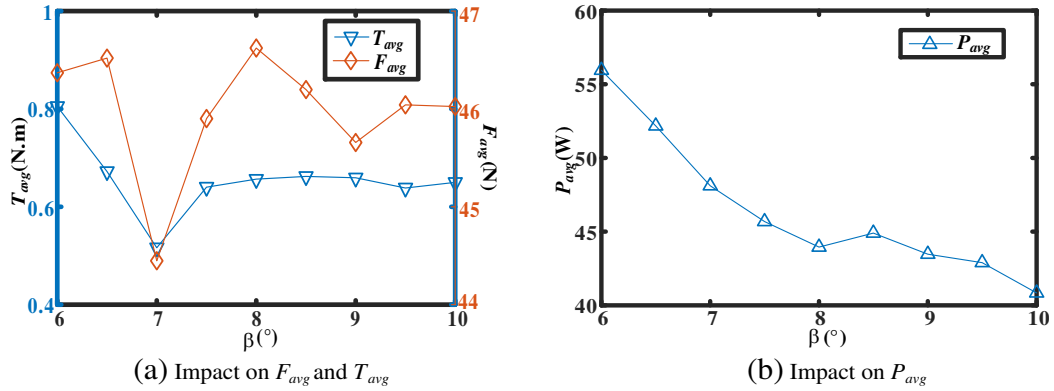 1
0.8
0.6
0.4
T_avg(N.m)
47
46
45
44
F_avg(N)
T_avg
F_avg
6
7
8
9
10
β(°)
(a) Impact on F_avg and T_avg
60
55
50
45
40
P_avg(W)
P_avg
6
7
8
9
10
β(°)
(b) Impact on P_avg